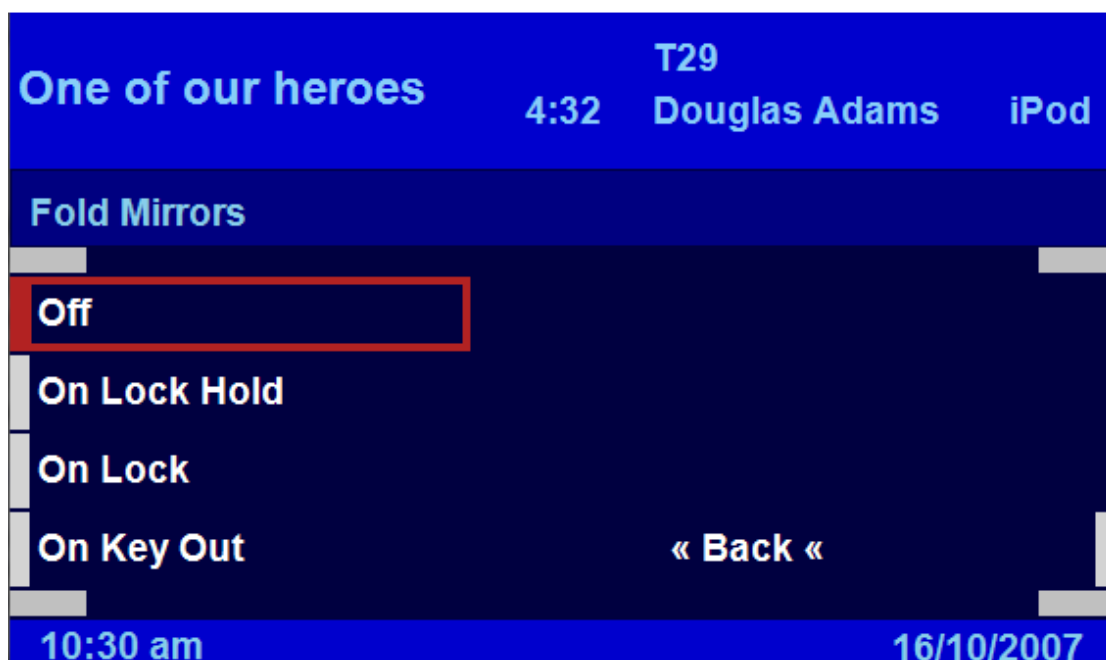 One of our heroes
T29
4:32 Douglas Adams iPod
Fold Mirrors
Off
On Lock Hold
On Lock
On Key Out « Back «
10:30 am 16/10/2007